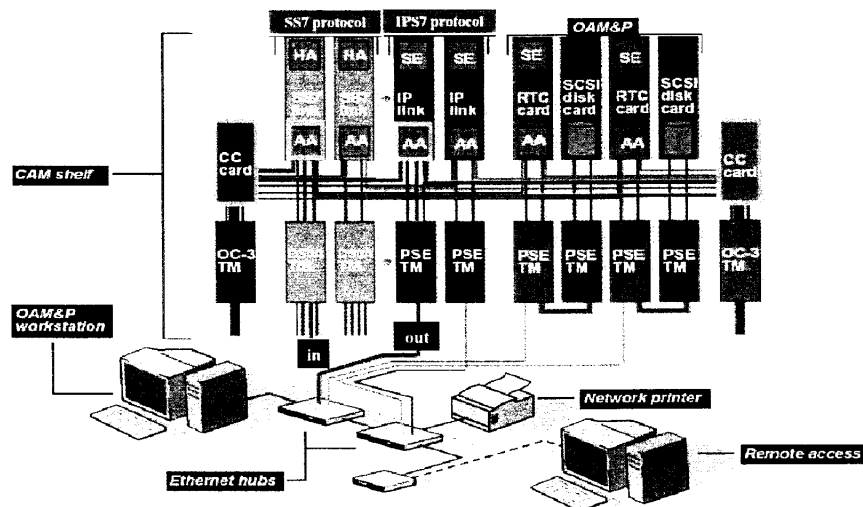 SS7 protocol
IPS7 protocol
OAM&P
HA
HA
SE
SE
SE
SCSI
disk
card
SE
SCSI
disk
card
IP
link
IP
link
RTC
card
RTC
card
AA
AA
AA
AA
AA
AA
CC
card
CC
card
CAM shelf
OC-3
TM
PSE
TM
PSE
TM
PSE
TM
PSE
TM
PSE
TM
PSE
TM
OC-3
TM
OAM&P
workstation
in
out
Network printer
Ethernet hubs
Remote access